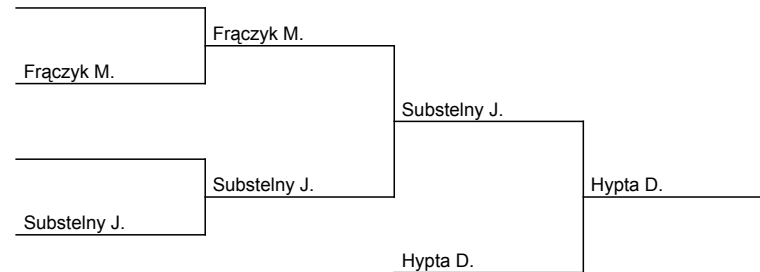 Frączyk M.
Frączyk M.
Substelny J.
Substelny J.
Hypta D.
Substelny J.
Hypta D.